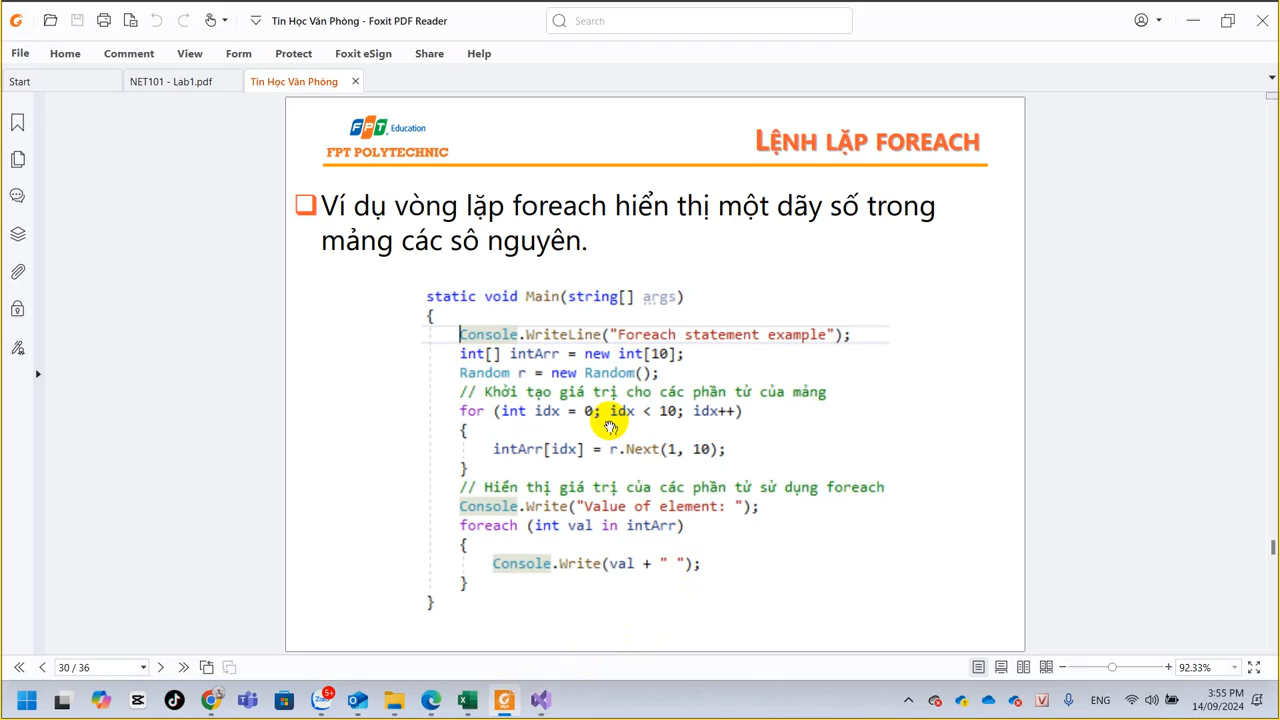 Tin Học Văn Phòng - Foxit PDF Reader
Search
File Home Comment View Form Protect Foxit eSign Share Help
Start NET101 - Lab1.pdf Tin Học Văn Phòng
FPT Education
FPT POLYTECHNIC
LỆNH LẶP FOREACH
Ví dụ vòng lặp foreach hiển thị một dãy số trong
mảng các sô nguyên.
static void Main(string[] args)
{
Console.WriteLine("Foreach statement example");
int[] intArr = new int[10];
Random r = new Random();
// Khởi tạo giá trị cho các phần tử của mảng
for (int idx = 0; idx < 10; idx++)
{
intArr[idx] = r.Next(1, 10);
}
// Hiển thị giá trị của các phần tử sử dụng foreach
Console.Write("Value of element: ");
foreach (int val in intArr)
{
Console.Write(val + " ");
}
}
30 / 36
92.33%
5+
ENG
3:55 PM
14/09/2024